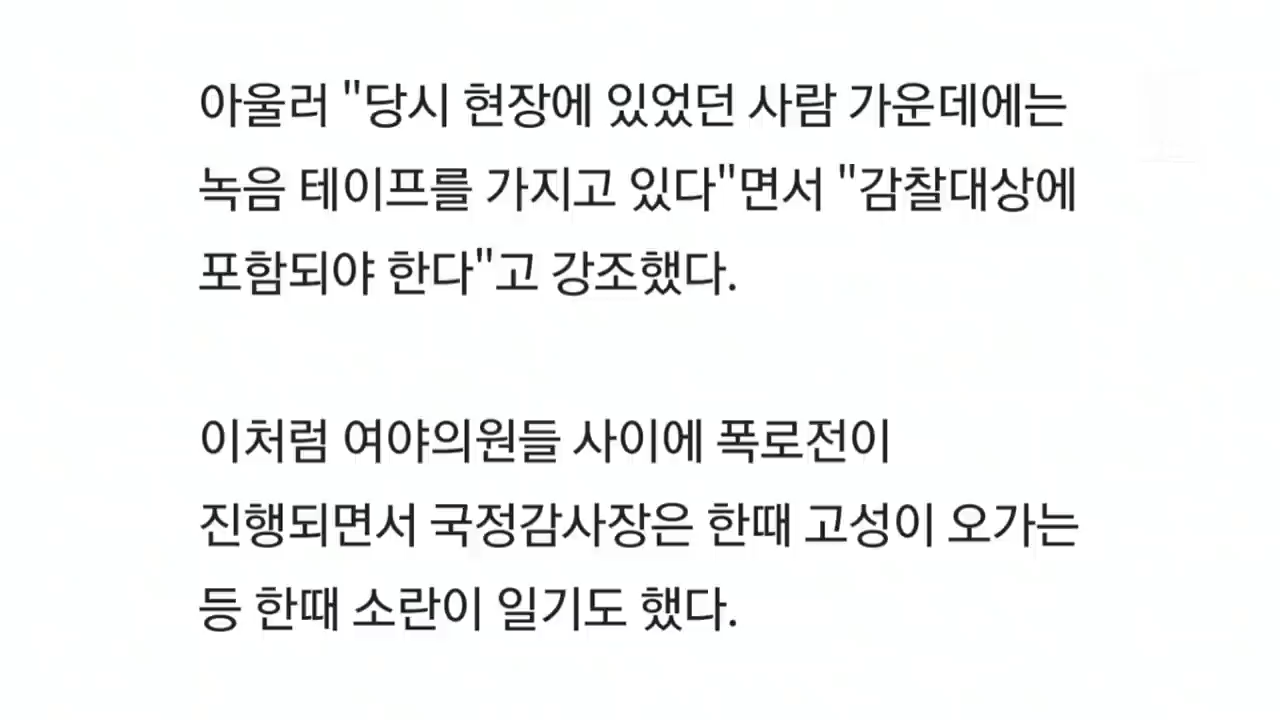 아울러 "당시 현장에 있었던 사람 가운데에는
녹음 테이프를 가지고 있다"면서 "감찰대상에
포함되야 한다"고 강조했다.
이처럼 여야의원들 사이에 폭로전이
진행되면서 국정감사장은 한때 고성이 오가는
등 한때 소란이 일기도 했다.